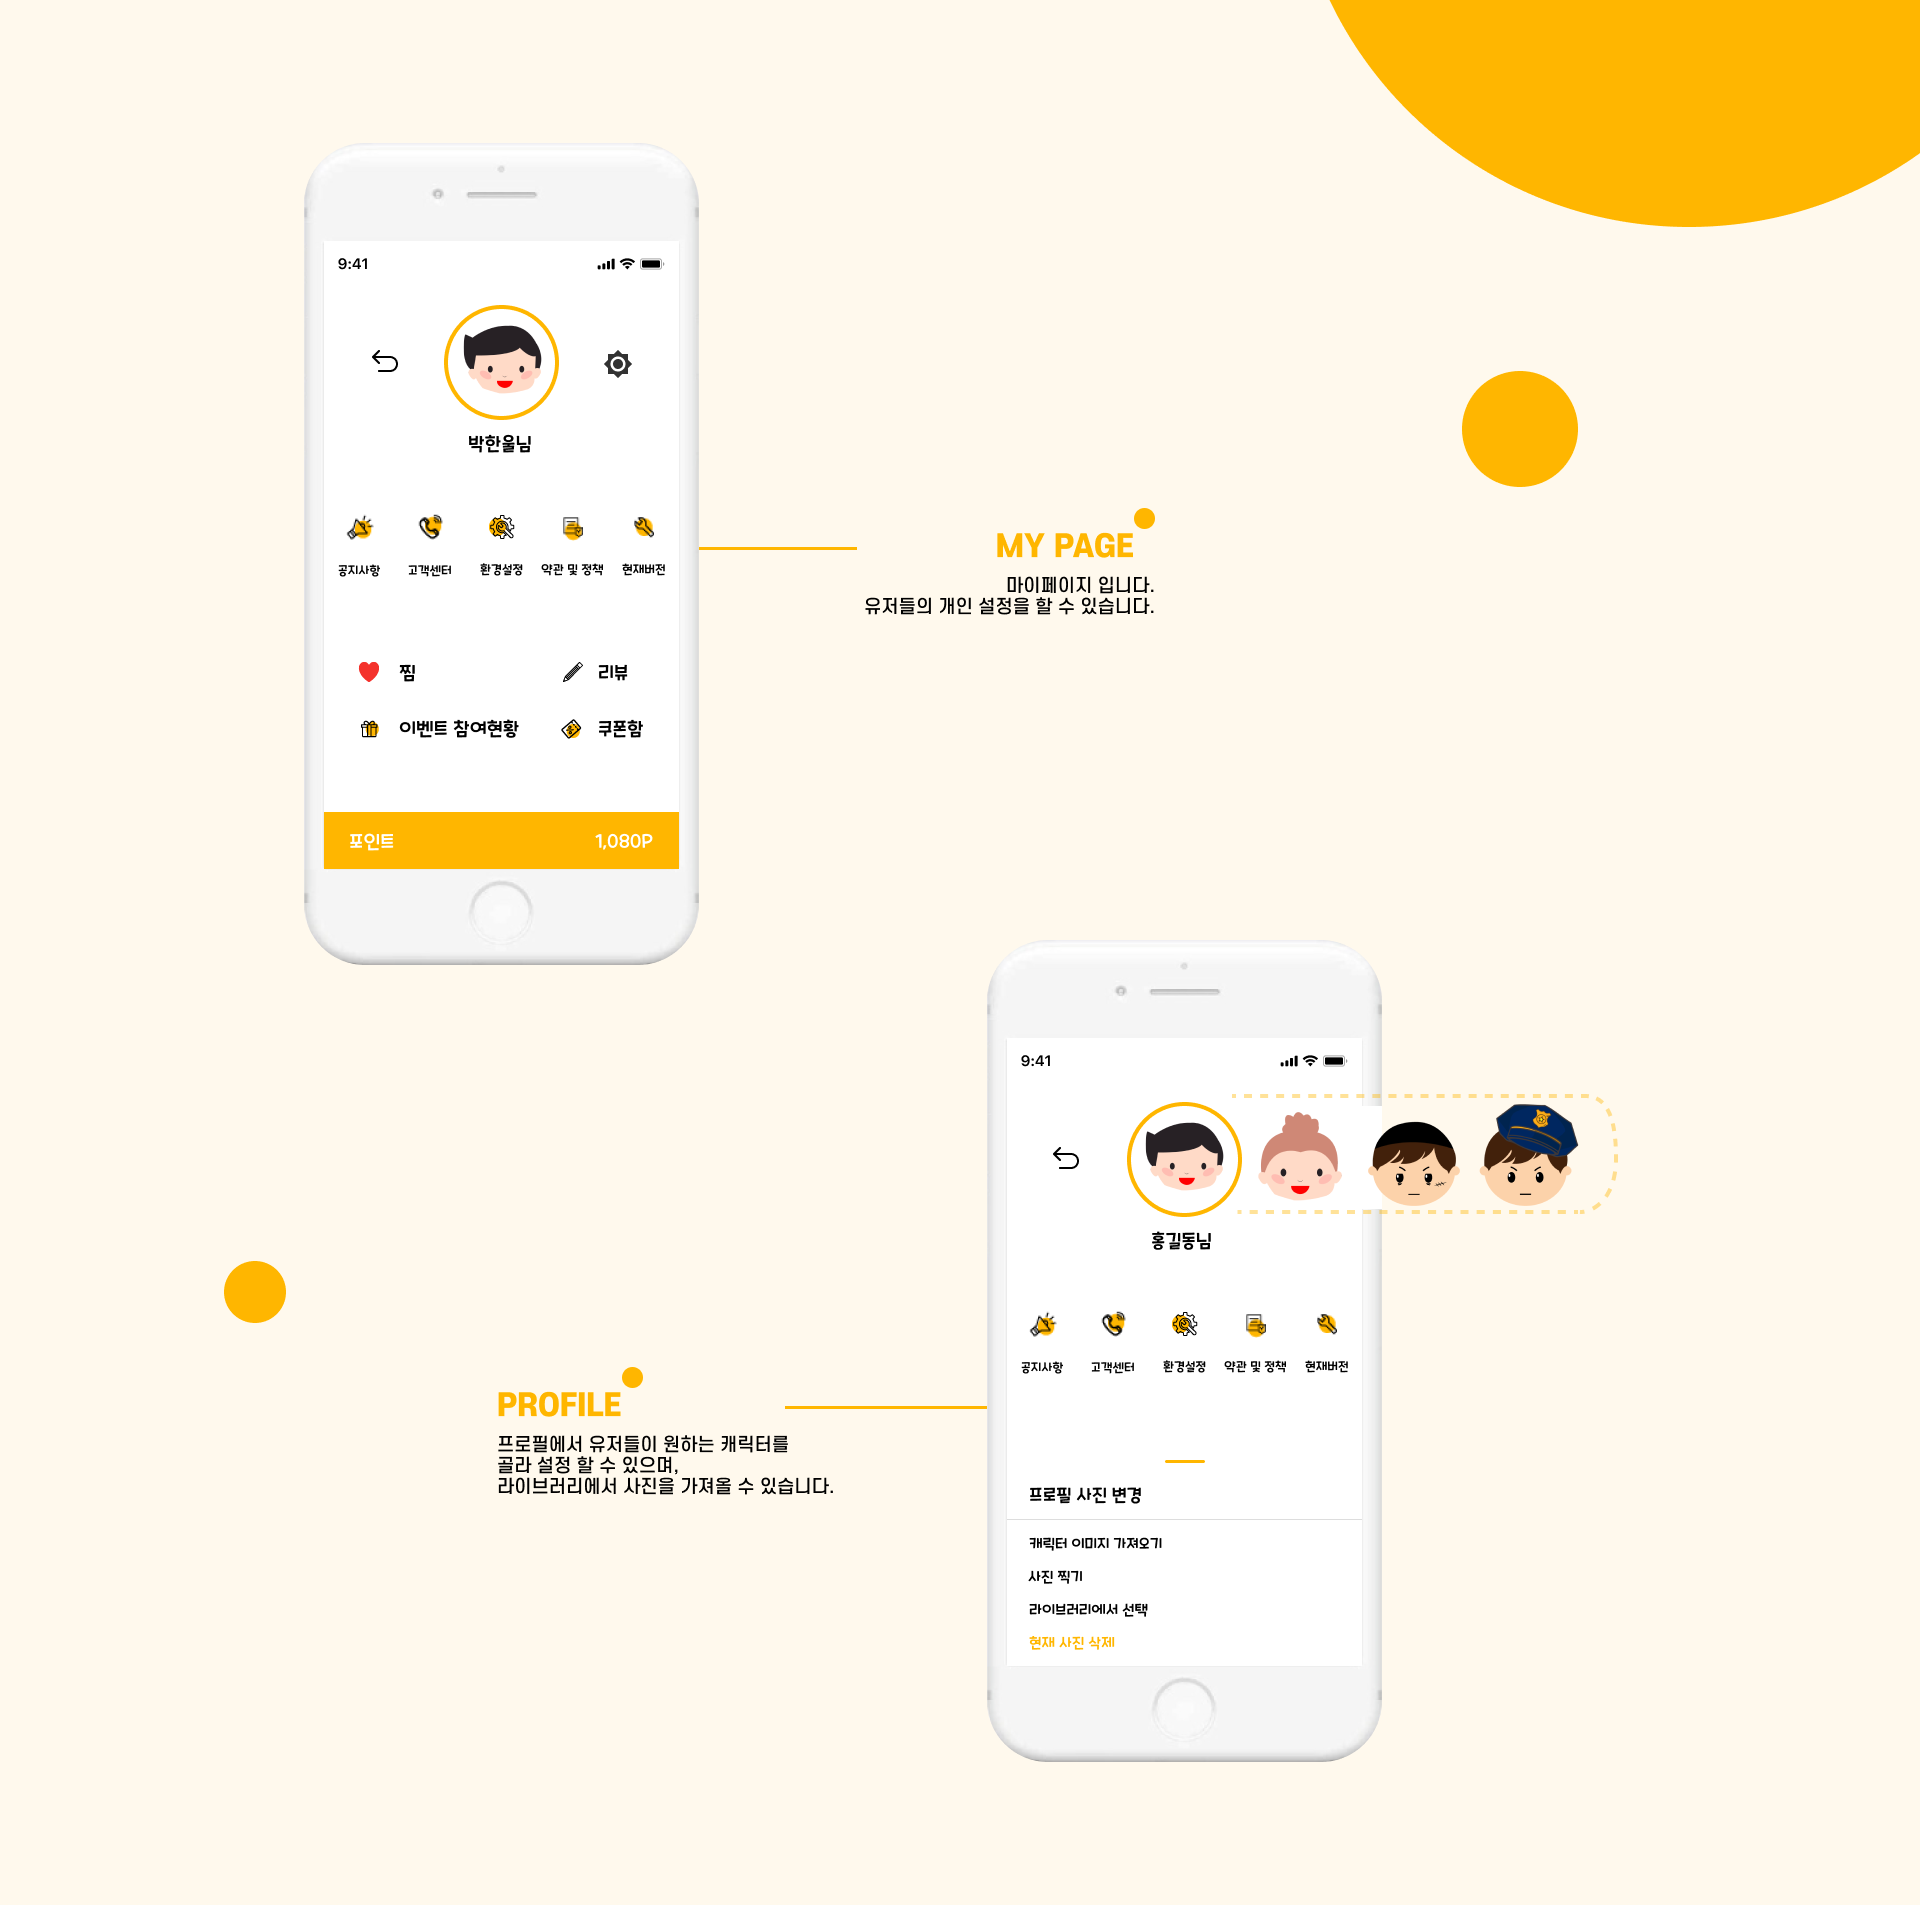 9:41
박한울님
공지사항 고객센터 환경설정 약관 및 정책 현재버전
찜 리뷰
이벤트 참여현황 쿠폰함
포인트 1,080P
MY PAGE
마이페이지 입니다.
유저들의 개인 설정을 할 수 있습니다.
9:41
홍길동님
공지사항 고객센터 환경설정 약관 및 정책 현재버전
프로필 사진 변경
캐릭터 이미지 가져오기
사진 찍기
라이브러리에서 선택
현재 사진 삭제
PROFILE
프로필에서 유저들이 원하는 캐릭터를
골라 설정 할 수 있으며,
라이브러리에서 사진을 가져올 수 있습니다.